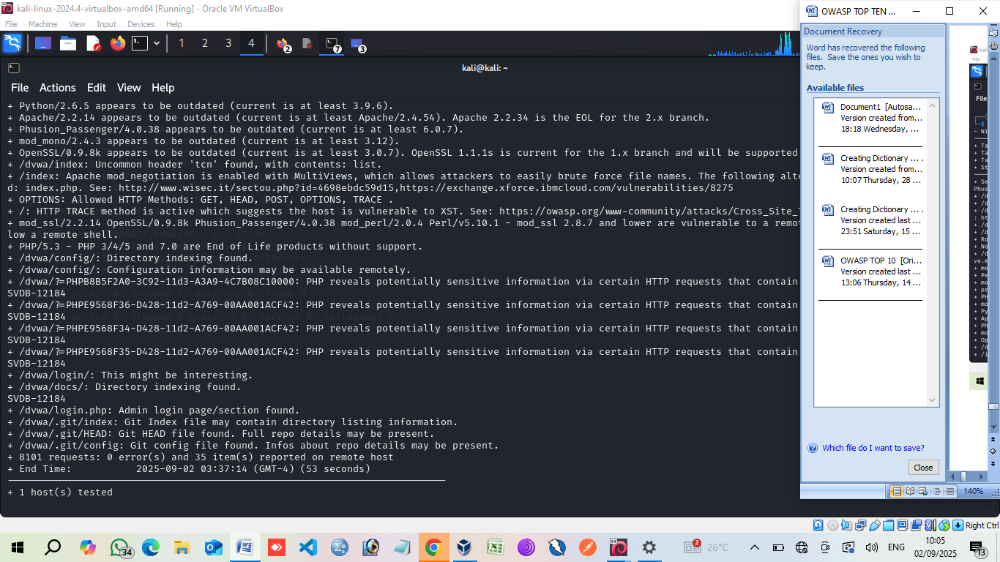 kali-linux-2024.4-virtualbox-amd64 [Running] - Oracle VM VirtualBox
File Machine View Input Devices Help
1 2 3 4 2 7 3
kali@kali: ~
File Actions Edit View Help
+ Python/2.6.5 appears to be outdated (current is at least 3.9.6).
+ Apache/2.2.14 appears to be outdated (current is at least Apache/2.4.54). Apache 2.2.34 is the EOL for the 2.x branch.
+ Phusion_Passenger/4.0.38 appears to be outdated (current is at least 6.0.7).
+ mod_mono/2.4.3 appears to be outdated (current is at least 3.12).
+ OpenSSL/0.9.8k appears to be outdated (current is at least 3.0.7). OpenSSL 1.1.1s is current for the 1.x branch and will be supported
+ /dvwa/index: Uncommon header 'tcn' found, with contents: list.
+ /index: Apache mod_negotiation is enabled with MultiViews, which allows attackers to easily brute force file names. The following alte
d: index.php. See: http://www.wisec.it/sectou.php?id=4698ebdc59d15,https://exchange.xforce.ibmcloud.com/vulnerabilities/8275
+ OPTIONS: Allowed HTTP Methods: GET, HEAD, POST, OPTIONS, TRACE .
+ /: HTTP TRACE method is active which suggests the host is vulnerable to XST. See: https://owasp.org/www-community/attacks/Cross_Site_
+ mod_ssl/2.2.14 OpenSSL/0.9.8k Phusion_Passenger/4.0.38 mod_perl/2.0.4 Perl/v5.10.1 - mod_ssl 2.8.7 and lower are vulnerable to a remo
low a remote shell.
+ PHP/5.3 - PHP 3/4/5 and 7.0 are End of Life products without support.
+ /dvwa/config/: Directory indexing found.
+ /dvwa/config/: Configuration information may be available remotely.
+ /dvwa/?=PHPB8B5F2A0-3C92-11d3-A3A9-4C7B08C10000: PHP reveals potentially sensitive information via certain HTTP requests that contain
SVDB-12184
+ /dvwa/?=PHPE9568F36-D428-11d2-A769-00AA001ACF42: PHP reveals potentially sensitive information via certain HTTP requests that contain
SVDB-12184
+ /dvwa/?=PHPE9568F34-D428-11d2-A769-00AA001ACF42: PHP reveals potentially sensitive information via certain HTTP requests that contain
SVDB-12184
+ /dvwa/?=PHPE9568F35-D428-11d2-A769-00AA001ACF42: PHP reveals potentially sensitive information via certain HTTP requests that contain
SVDB-12184
+ /dvwa/login/: This might be interesting.
+ /dvwa/docs/: Directory indexing found.
SVDB-12184
+ /dvwa/login.php: Admin login page/section found.
+ /dvwa/.git/index: Git Index file may contain directory listing information.
+ /dvwa/.git/HEAD: Git HEAD file found. Full repo details may be present.
+ /dvwa/.git/config: Git config file found. Infos about repo details may be present.
+ 8101 requests: 0 error(s) and 35 item(s) reported on remote host
+ End Time: 2025-09-02 03:37:14 (GMT-4) (53 seconds)
+ 1 host(s) tested
OWASP TOP TEN ...
Document Recovery
Word has recovered the following
files. Save the ones you wish to
keep.
Available files
Document1 [Autosa...
Version created from...
18:18 Wednesday, ...
Creating Dictionary ... .
Version created from...
10:07 Thursday, 28 ...
Creating Dictionary ... .
Version created last ...
23:51 Saturday, 15 ...
OWASP TOP 10 [Ori...
Version created last ...
13:06 Thursday, 14 ...
Which file do I want to save?
Close
140%
Right Ctrl
34
2
26°C
ENG
10:05
02/09/2025
13